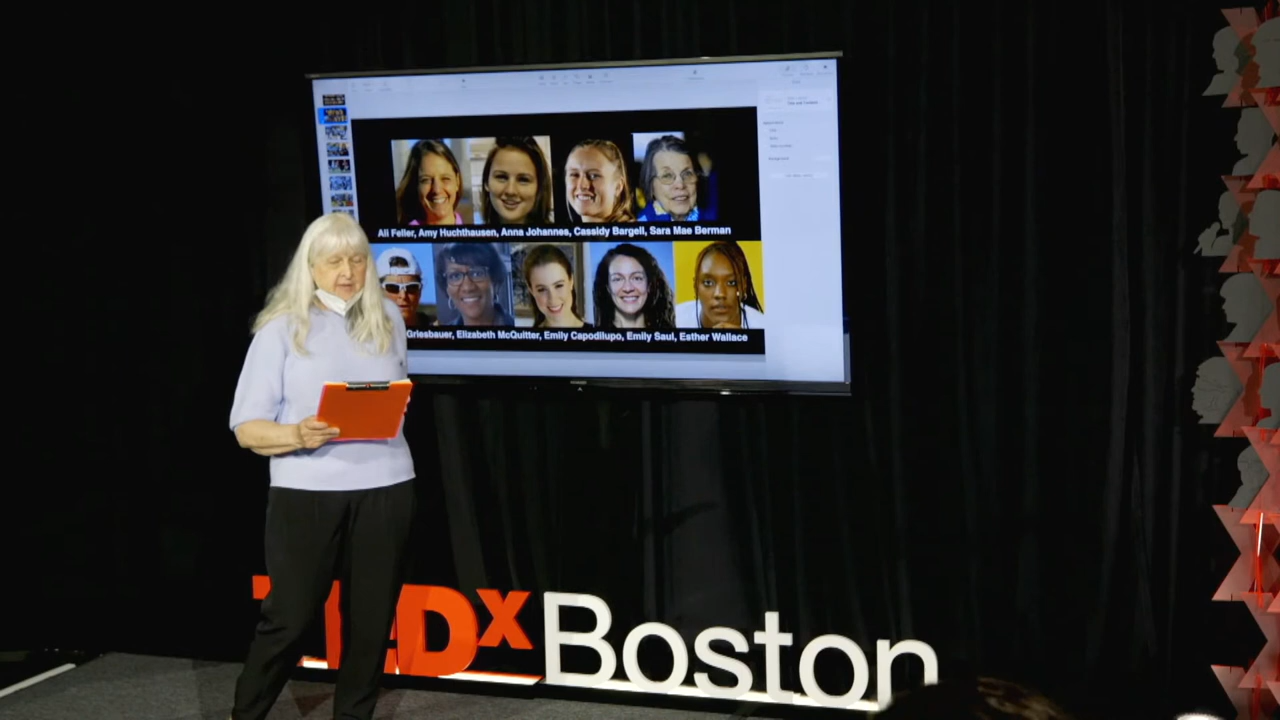 Ali Feller, Amy Huchthausen, Anna Johannes, Cassidy Bargell, Sara Mae Berman
Griesbauer, Elizabeth McQuitter, Emily Capodilupo, Emily Saul, Esther Wallace
TEDxBoston